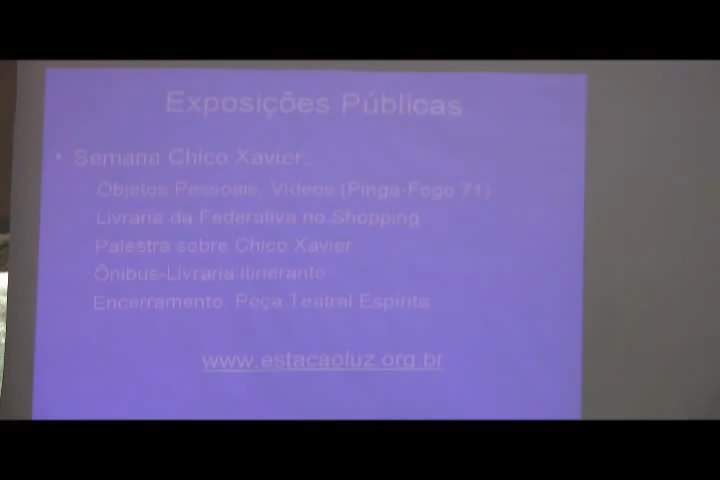 Exposições Públicas
• Semana Chico Xavier:
Objetos Pessoais, Vídeos (Pinga-Fogo 71)
Livraria da Federativa no Shopping
Palestra sobre Chico Xavier
Ônibus-Livraria Itinerante
Encerramento: Peça Teatral Espírita
www.estacaoluz.org.br